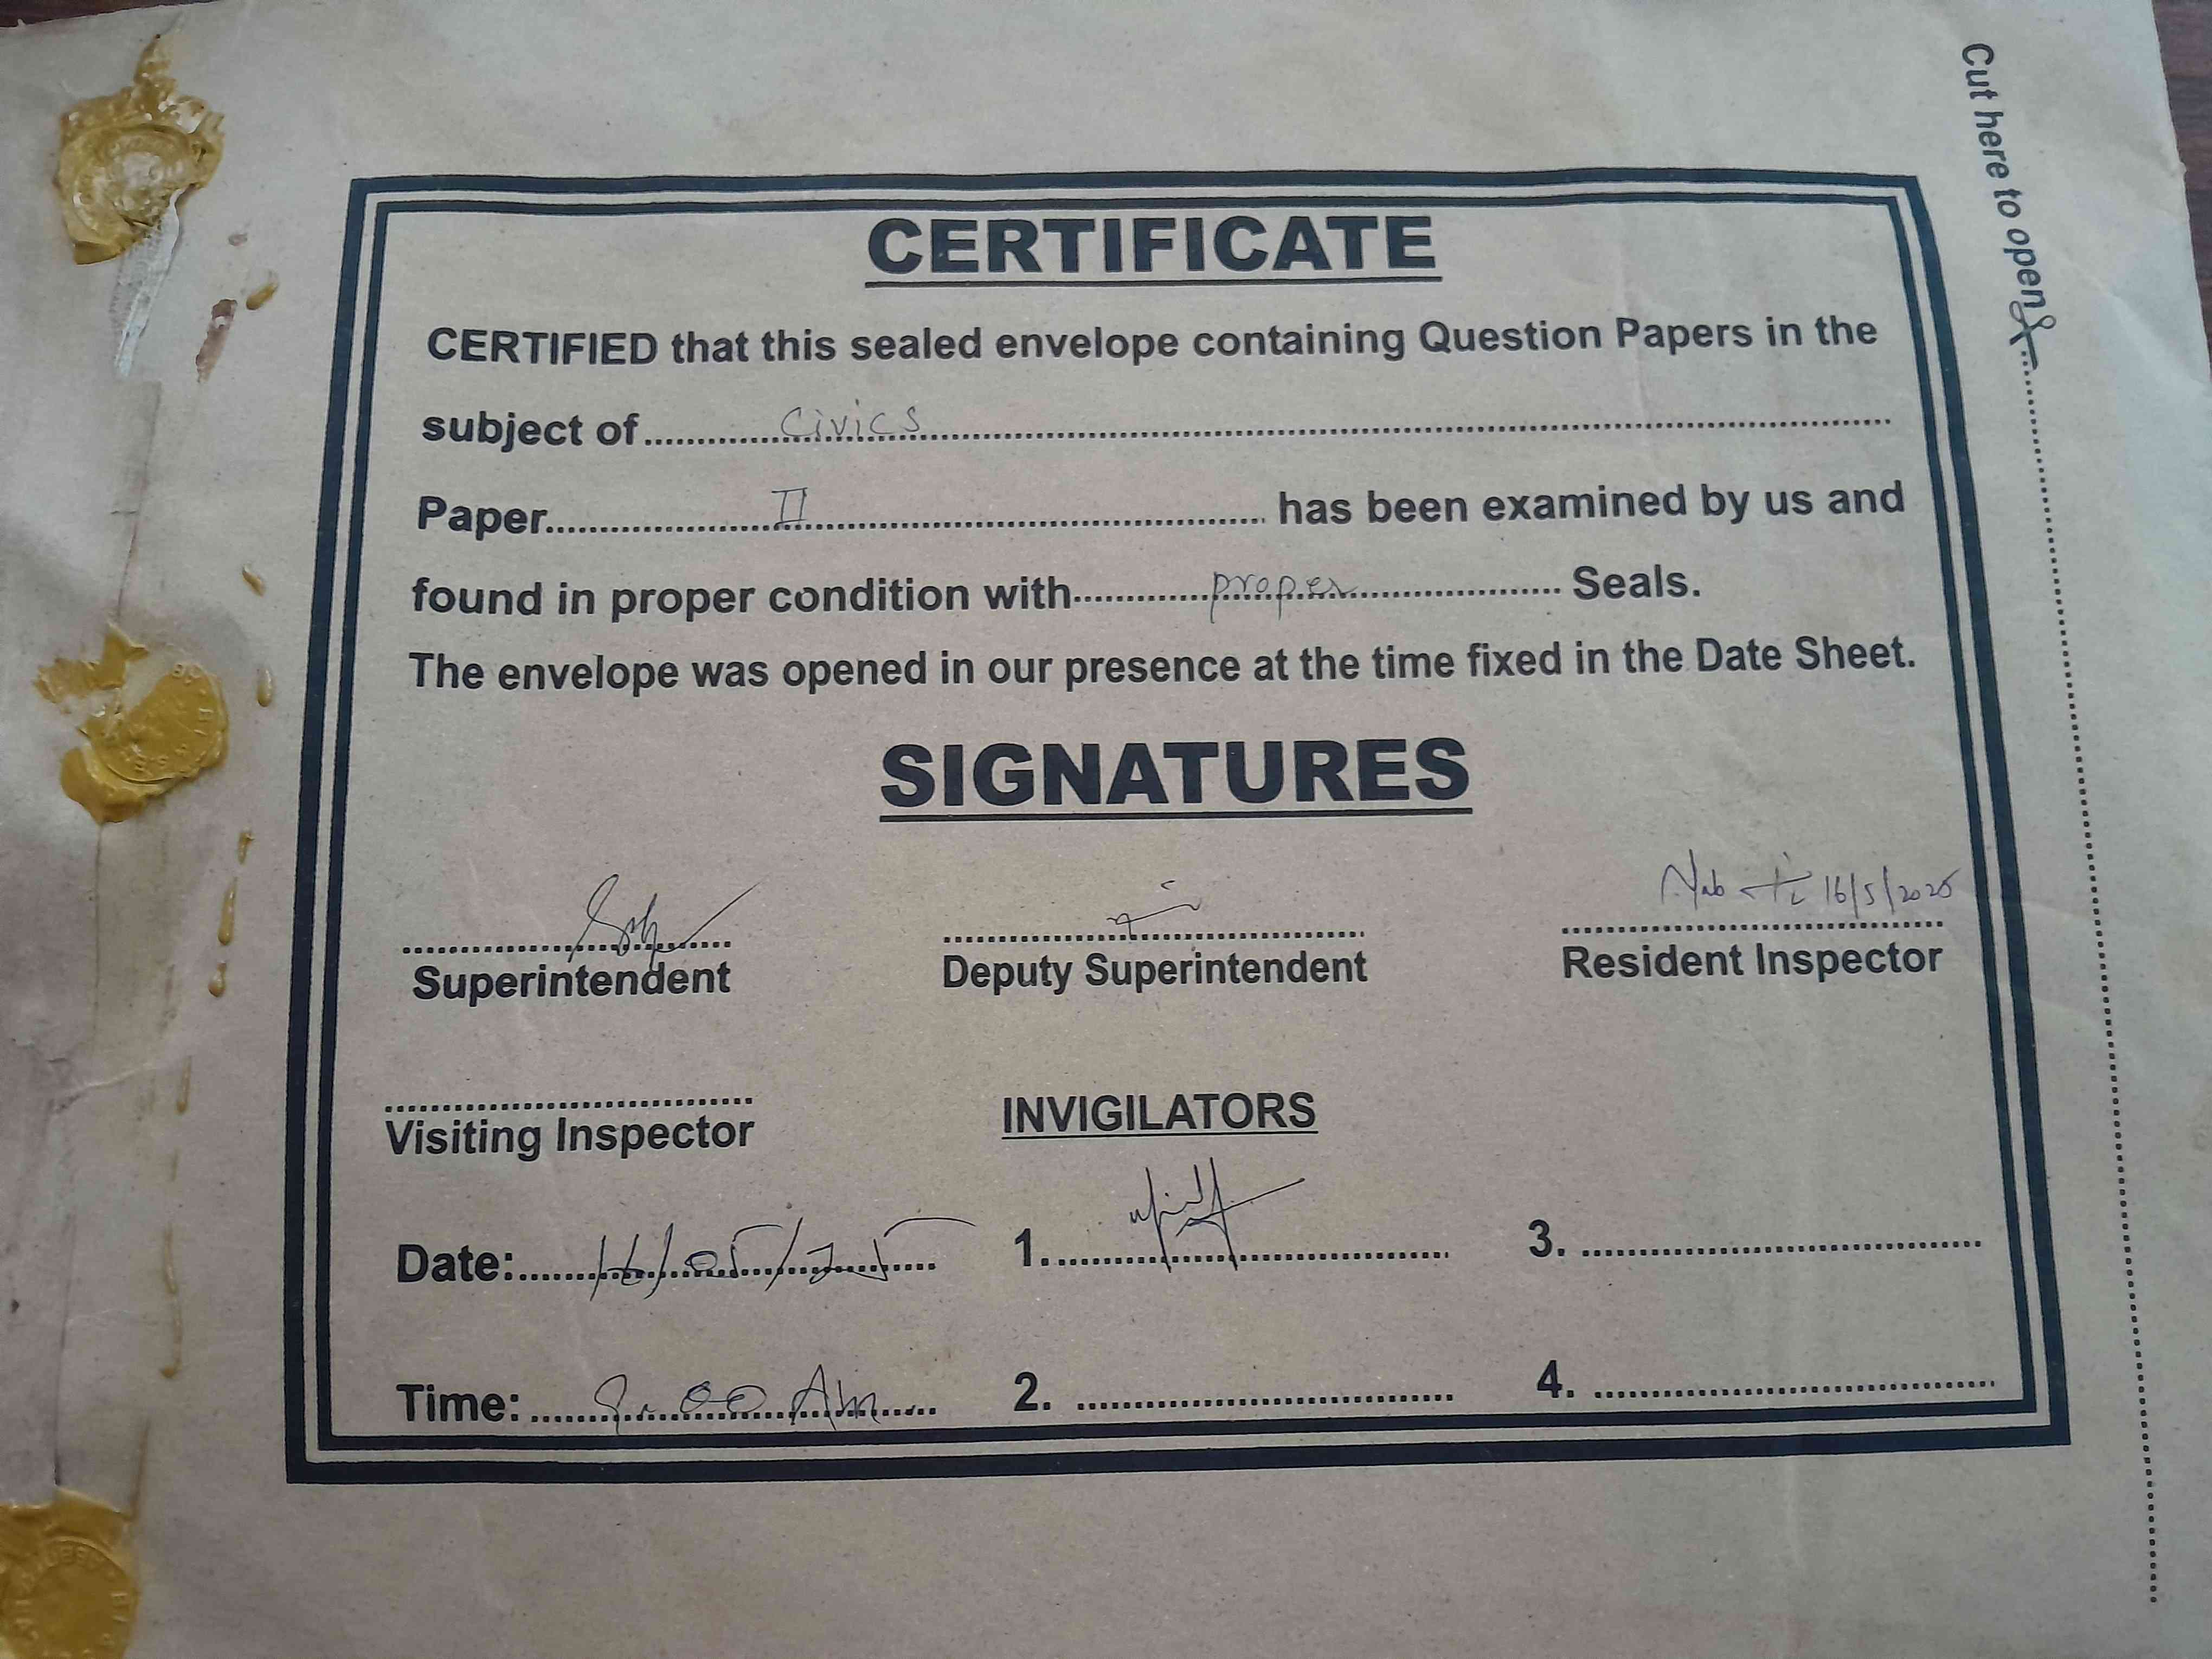 Cut here to open
CERTIFICATE
CERTIFIED that this sealed envelope containing Question Papers in the
subject of Civics
Paper II has been examined by us and
found in proper condition with proper Seals.
The envelope was opened in our presence at the time fixed in the Date Sheet.
SIGNATURES
16/5/2025
Superintendent Deputy Superintendent Resident Inspector
Visiting Inspector INVIGILATORS
Date: 16/05/25 1. 3.
Time: 9:00 Am 2. 4.